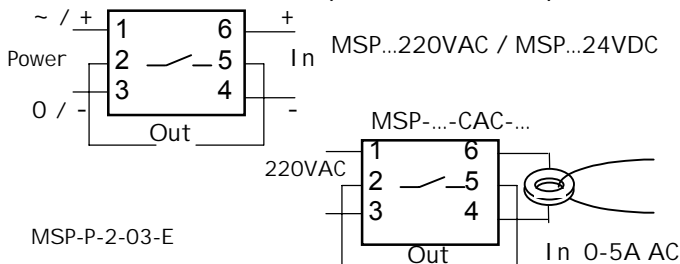 ~ / + 1 6 +
Power 2 5 In MSP...220VAC / MSP...24VDC
3 4
0 / - -
Out
MSP-...-CAC-...
1 6
220VAC
2 5
3 4
MSP-P-2-03-E
Out In 0-5A AC